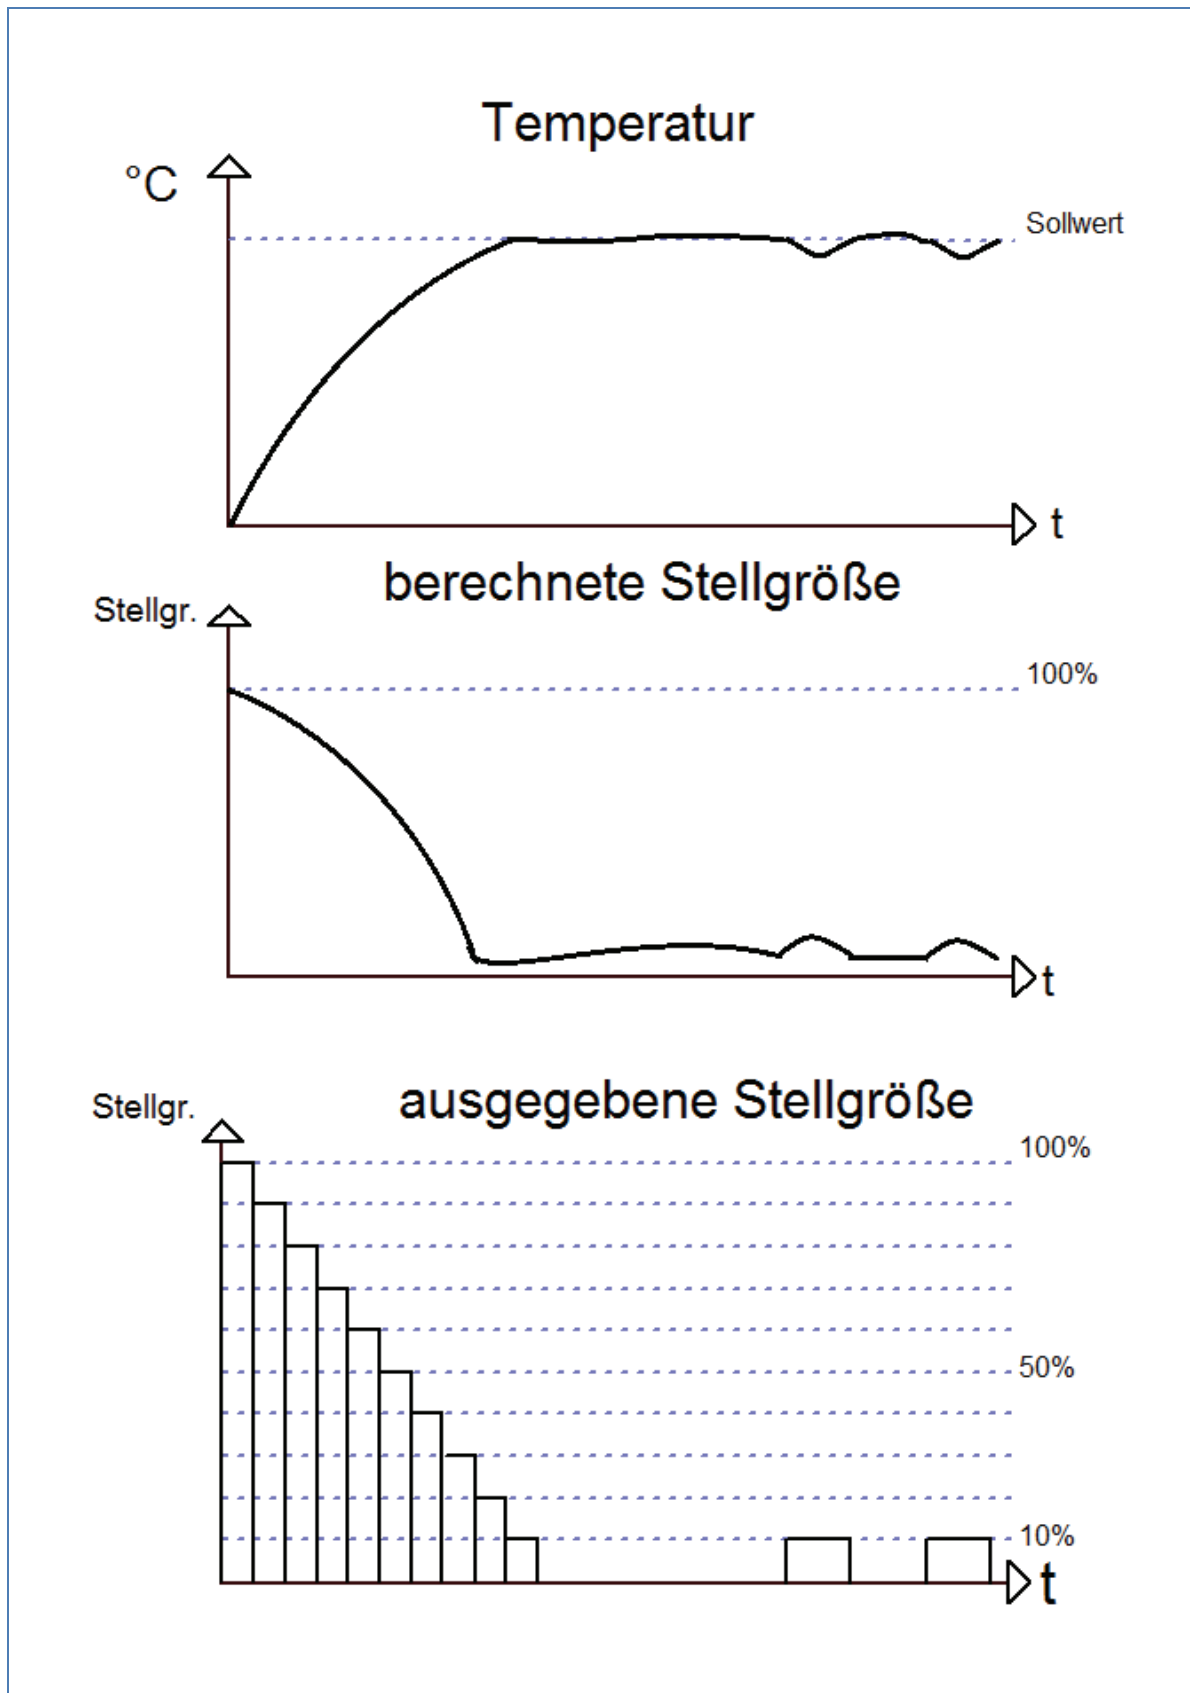 Temperatur
°C
Sollwert
t
berechnete Stellgröße
Stellgr.
100%
t
ausgegebene Stellgröße
Stellgr.
100%
50%
10%
t